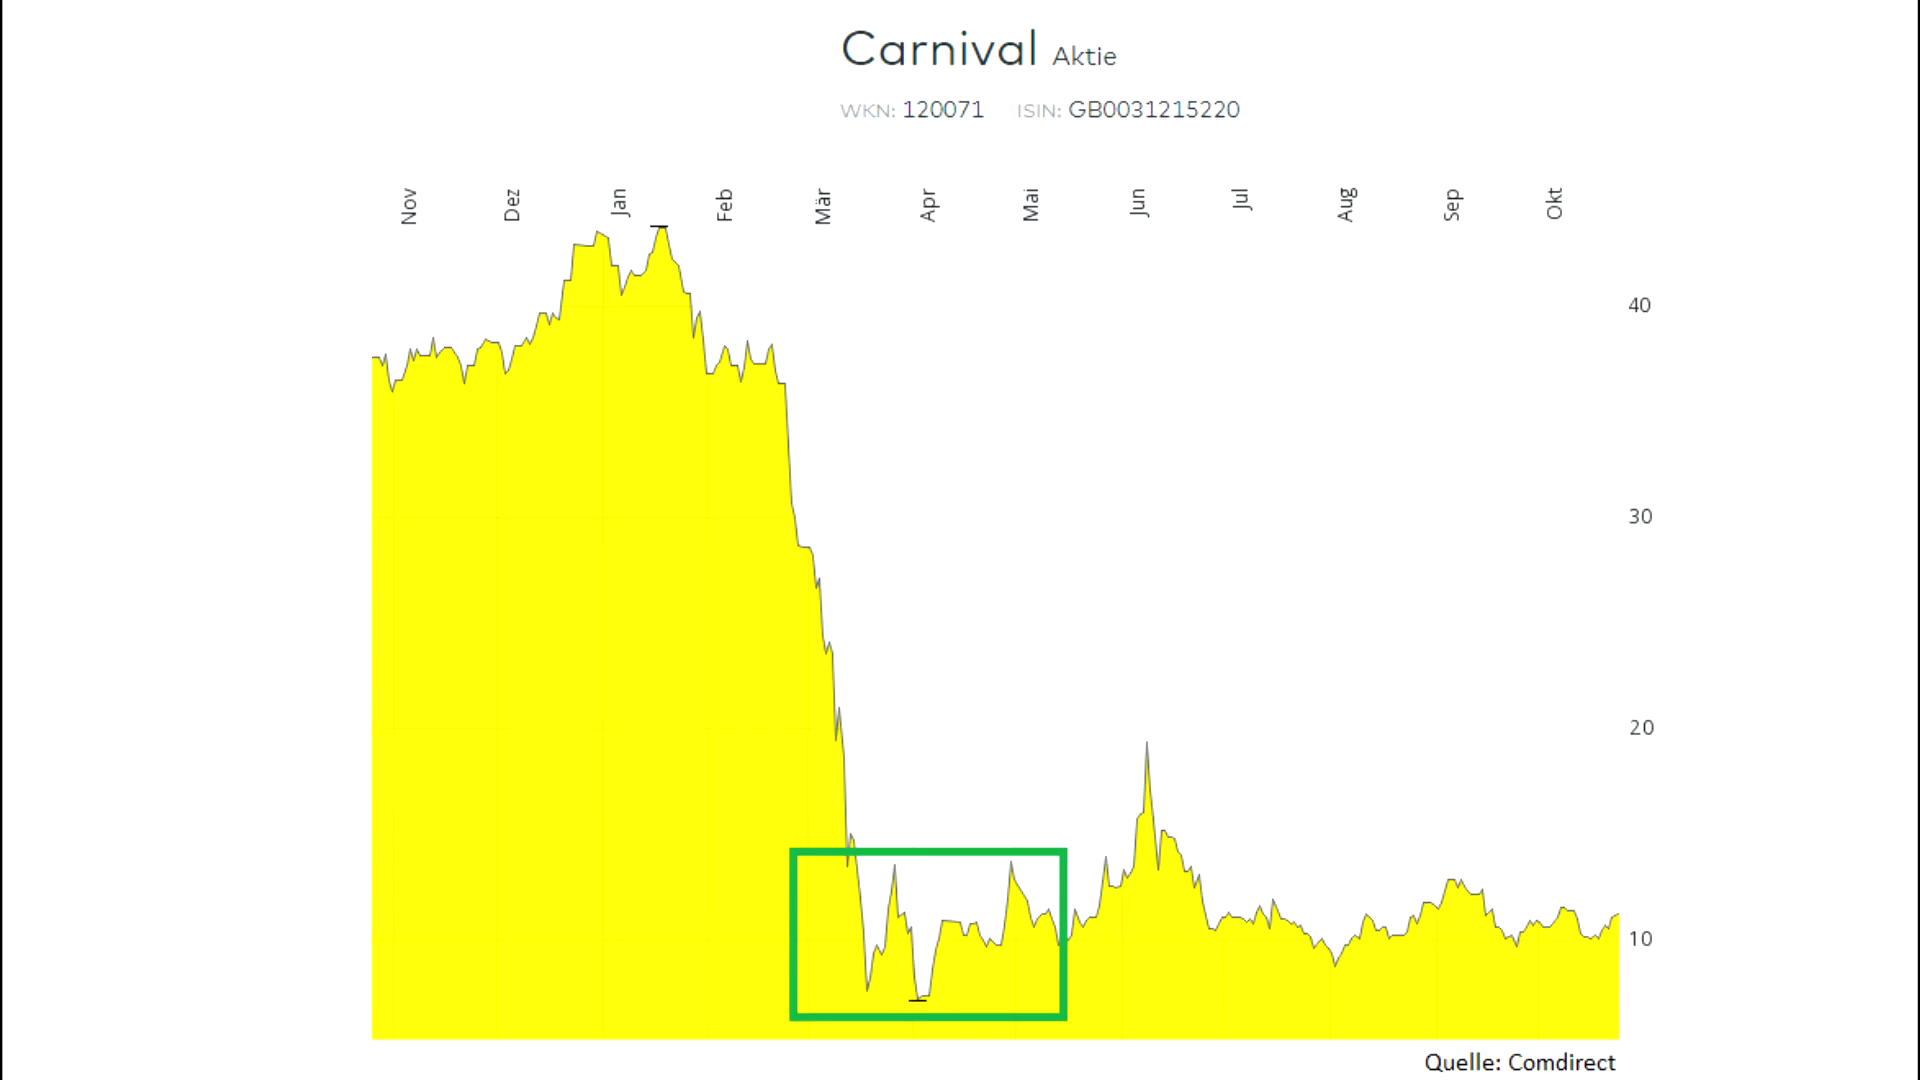 Carnival Aktie
WKN: 120071 ISIN: GB0031215220
Nov Dez Jan Feb Mär Apr Mai Jun Jul Aug Sep Okt
40
30
20
10
Quelle: Comdirect